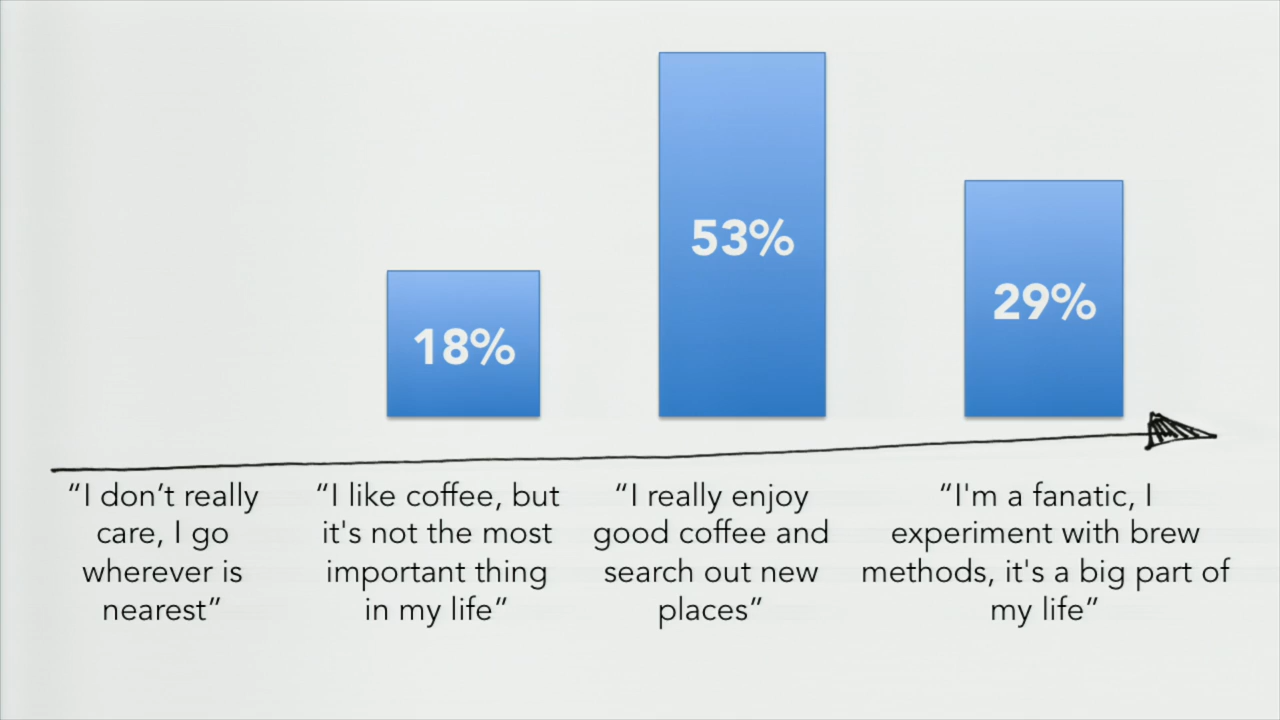 53%
29%
18%
“I don’t really
care, I go
wherever is
nearest”
“I like coffee, but
it's not the most
important thing
in my life”
“I really enjoy
good coffee and
search out new
places”
“I'm a fanatic, I
experiment with brew
methods, it's a big part of
my life”